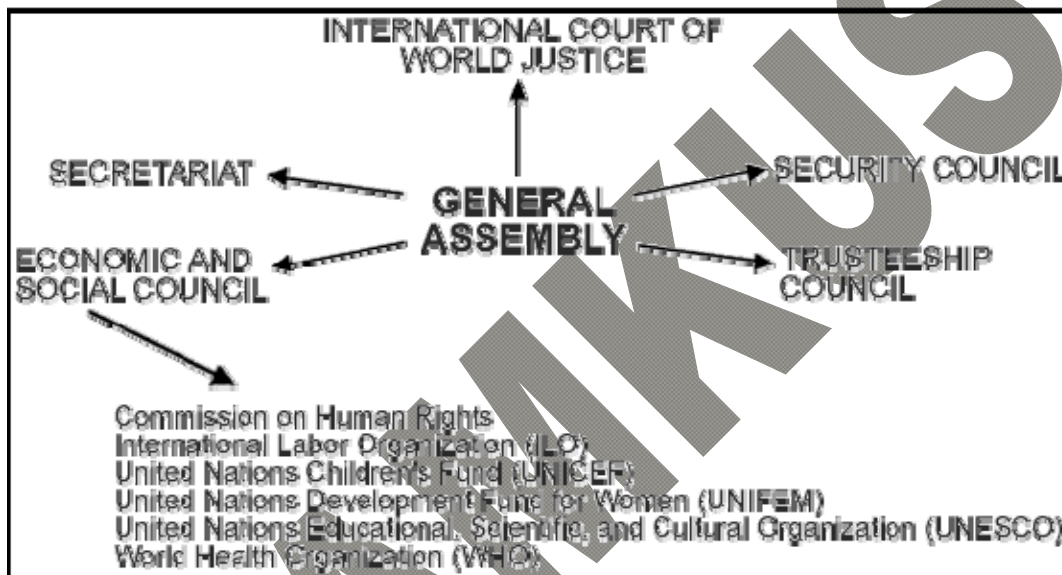 INTERNATIONAL COURT OF
WORLD JUSTICE
SECRETARIAT
SECURITY COUNCIL
GENERAL
ASSEMBLY
ECONOMIC AND
SOCIAL COUNCIL
TRUSTEESHIP
COUNCIL
Commission on Human Rights
International Labor Organization (ILO)
United Nations Children's Fund (UNICEF)
United Nations Development Fund for Women (UNIFEM)
United Nations Educational, Scientific, and Cultural Organization (UNESCO)
World Health Organization (WHO)
MKUS